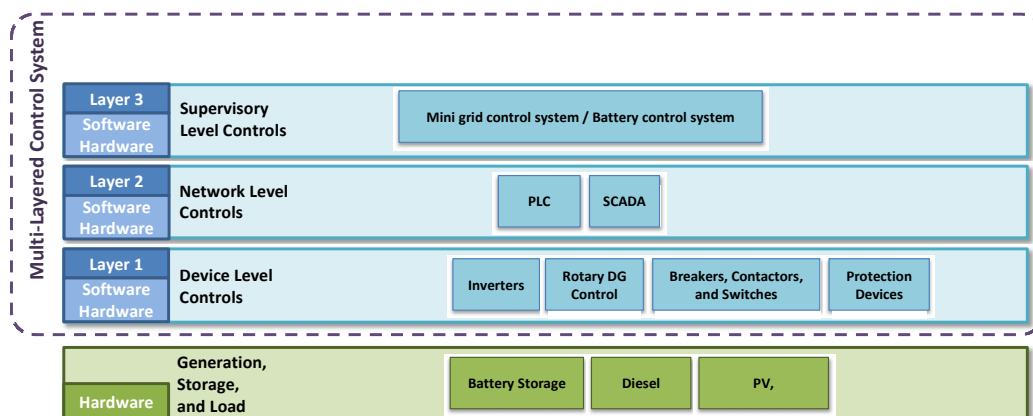 Multi-Layered Control System
Layer 3
Software
Hardware
Supervisory
Level Controls
Mini grid control system / Battery control system
Layer 2
Software
Hardware
Network Level
Controls
PLC
SCADA
Layer 1
Software
Hardware
Device Level
Controls
Inverters
Rotary DG
Control
Breakers, Contactors,
and Switches
Protection
Devices
Hardware
Generation,
Storage,
and Load
Battery Storage
Diesel
PV,